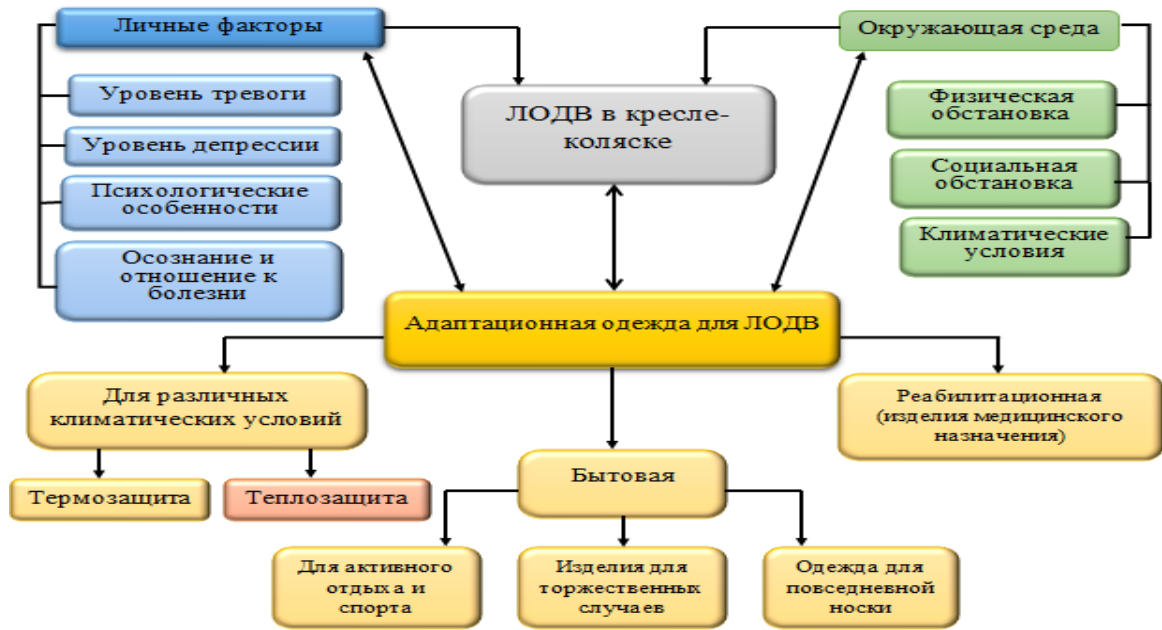 Личные факторы
Окружающая среда
Уровень тревоги
Уровень депрессии
Психологические
особенности
Осознание и
отношение к
болезни
ЛОДВ в кресле-
коляске
Физическая
обстановка
Социальная
обстановка
Климатические
условия
Адаптационная одежда для ЛОДВ
Для различных
климатических условий
Реабилитационная
(изделия медицинского
назначения)
Термозащита
Теплозащита
Бытовая
Для активного
отдыха и
спорта
Изделия для
торжественных
случаев
Одежда для
повседневной
носки